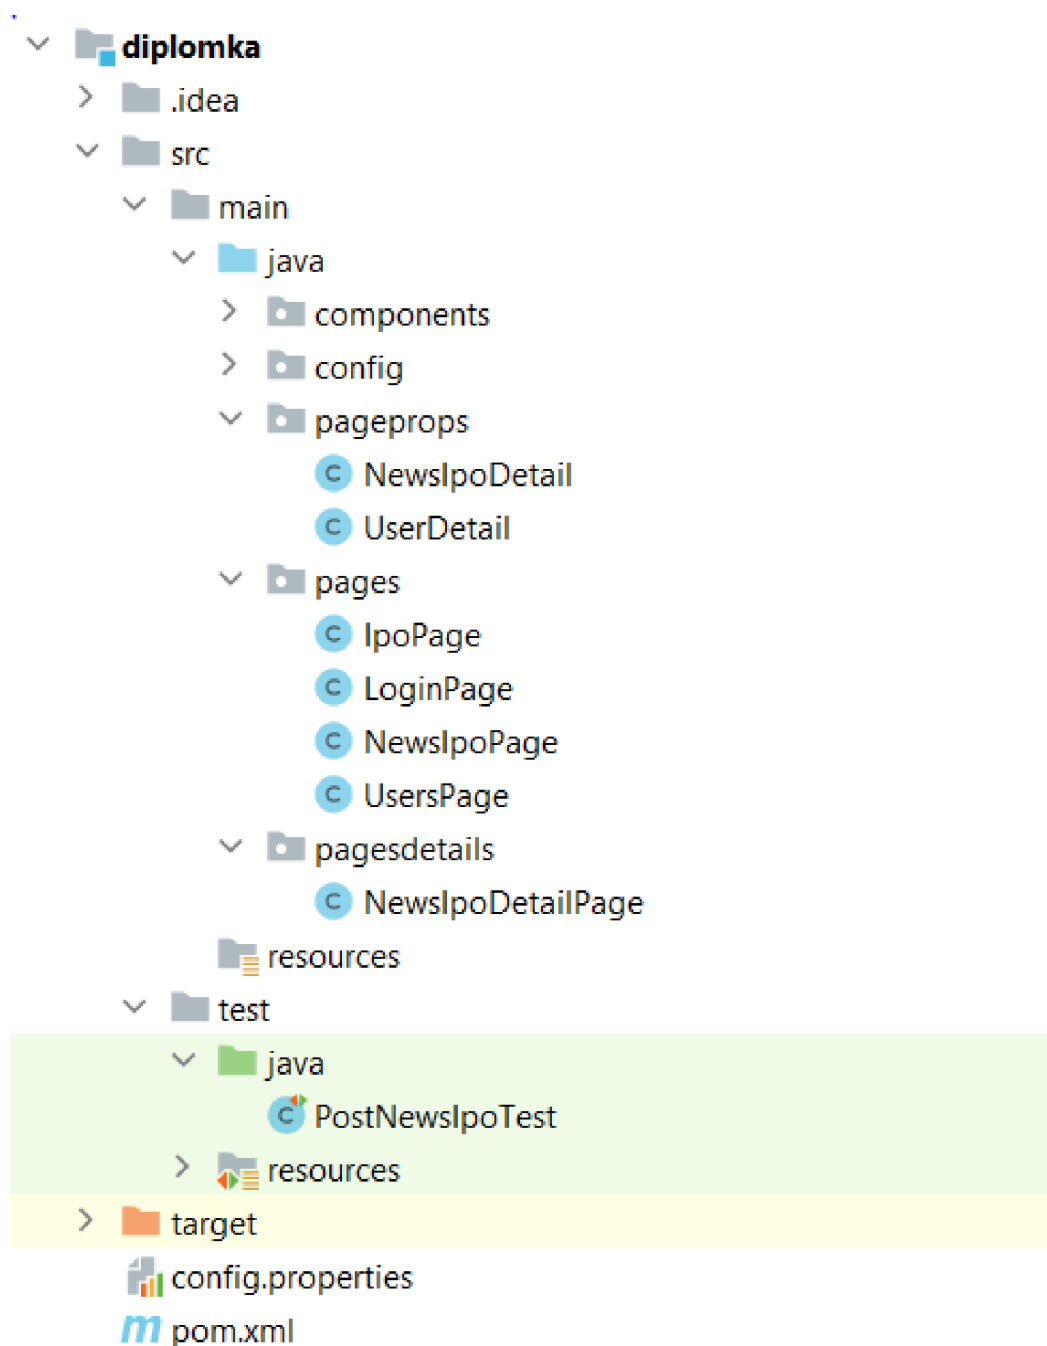 diplomka
.idea
src
main
java
components
config
pageprops
C NewsIpoDetail
C UserDetail
pages
C IpoPage
C LoginPage
C NewsIpoPage
C UsersPage
pagesdetails
C NewsIpoDetailPage
resources
test
java
C PostNewsIpoTest
resources
target
config.properties
m pom.xml